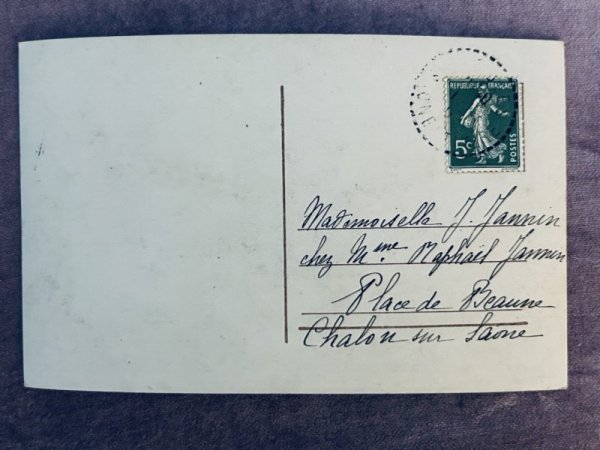 REPUBLIQUE FRANÇAISE
5c
POSTES
Mademoiselle J. Jannin
chez Mme. Raphaël Jannin
Place de Beaune
Chalon sur Saône